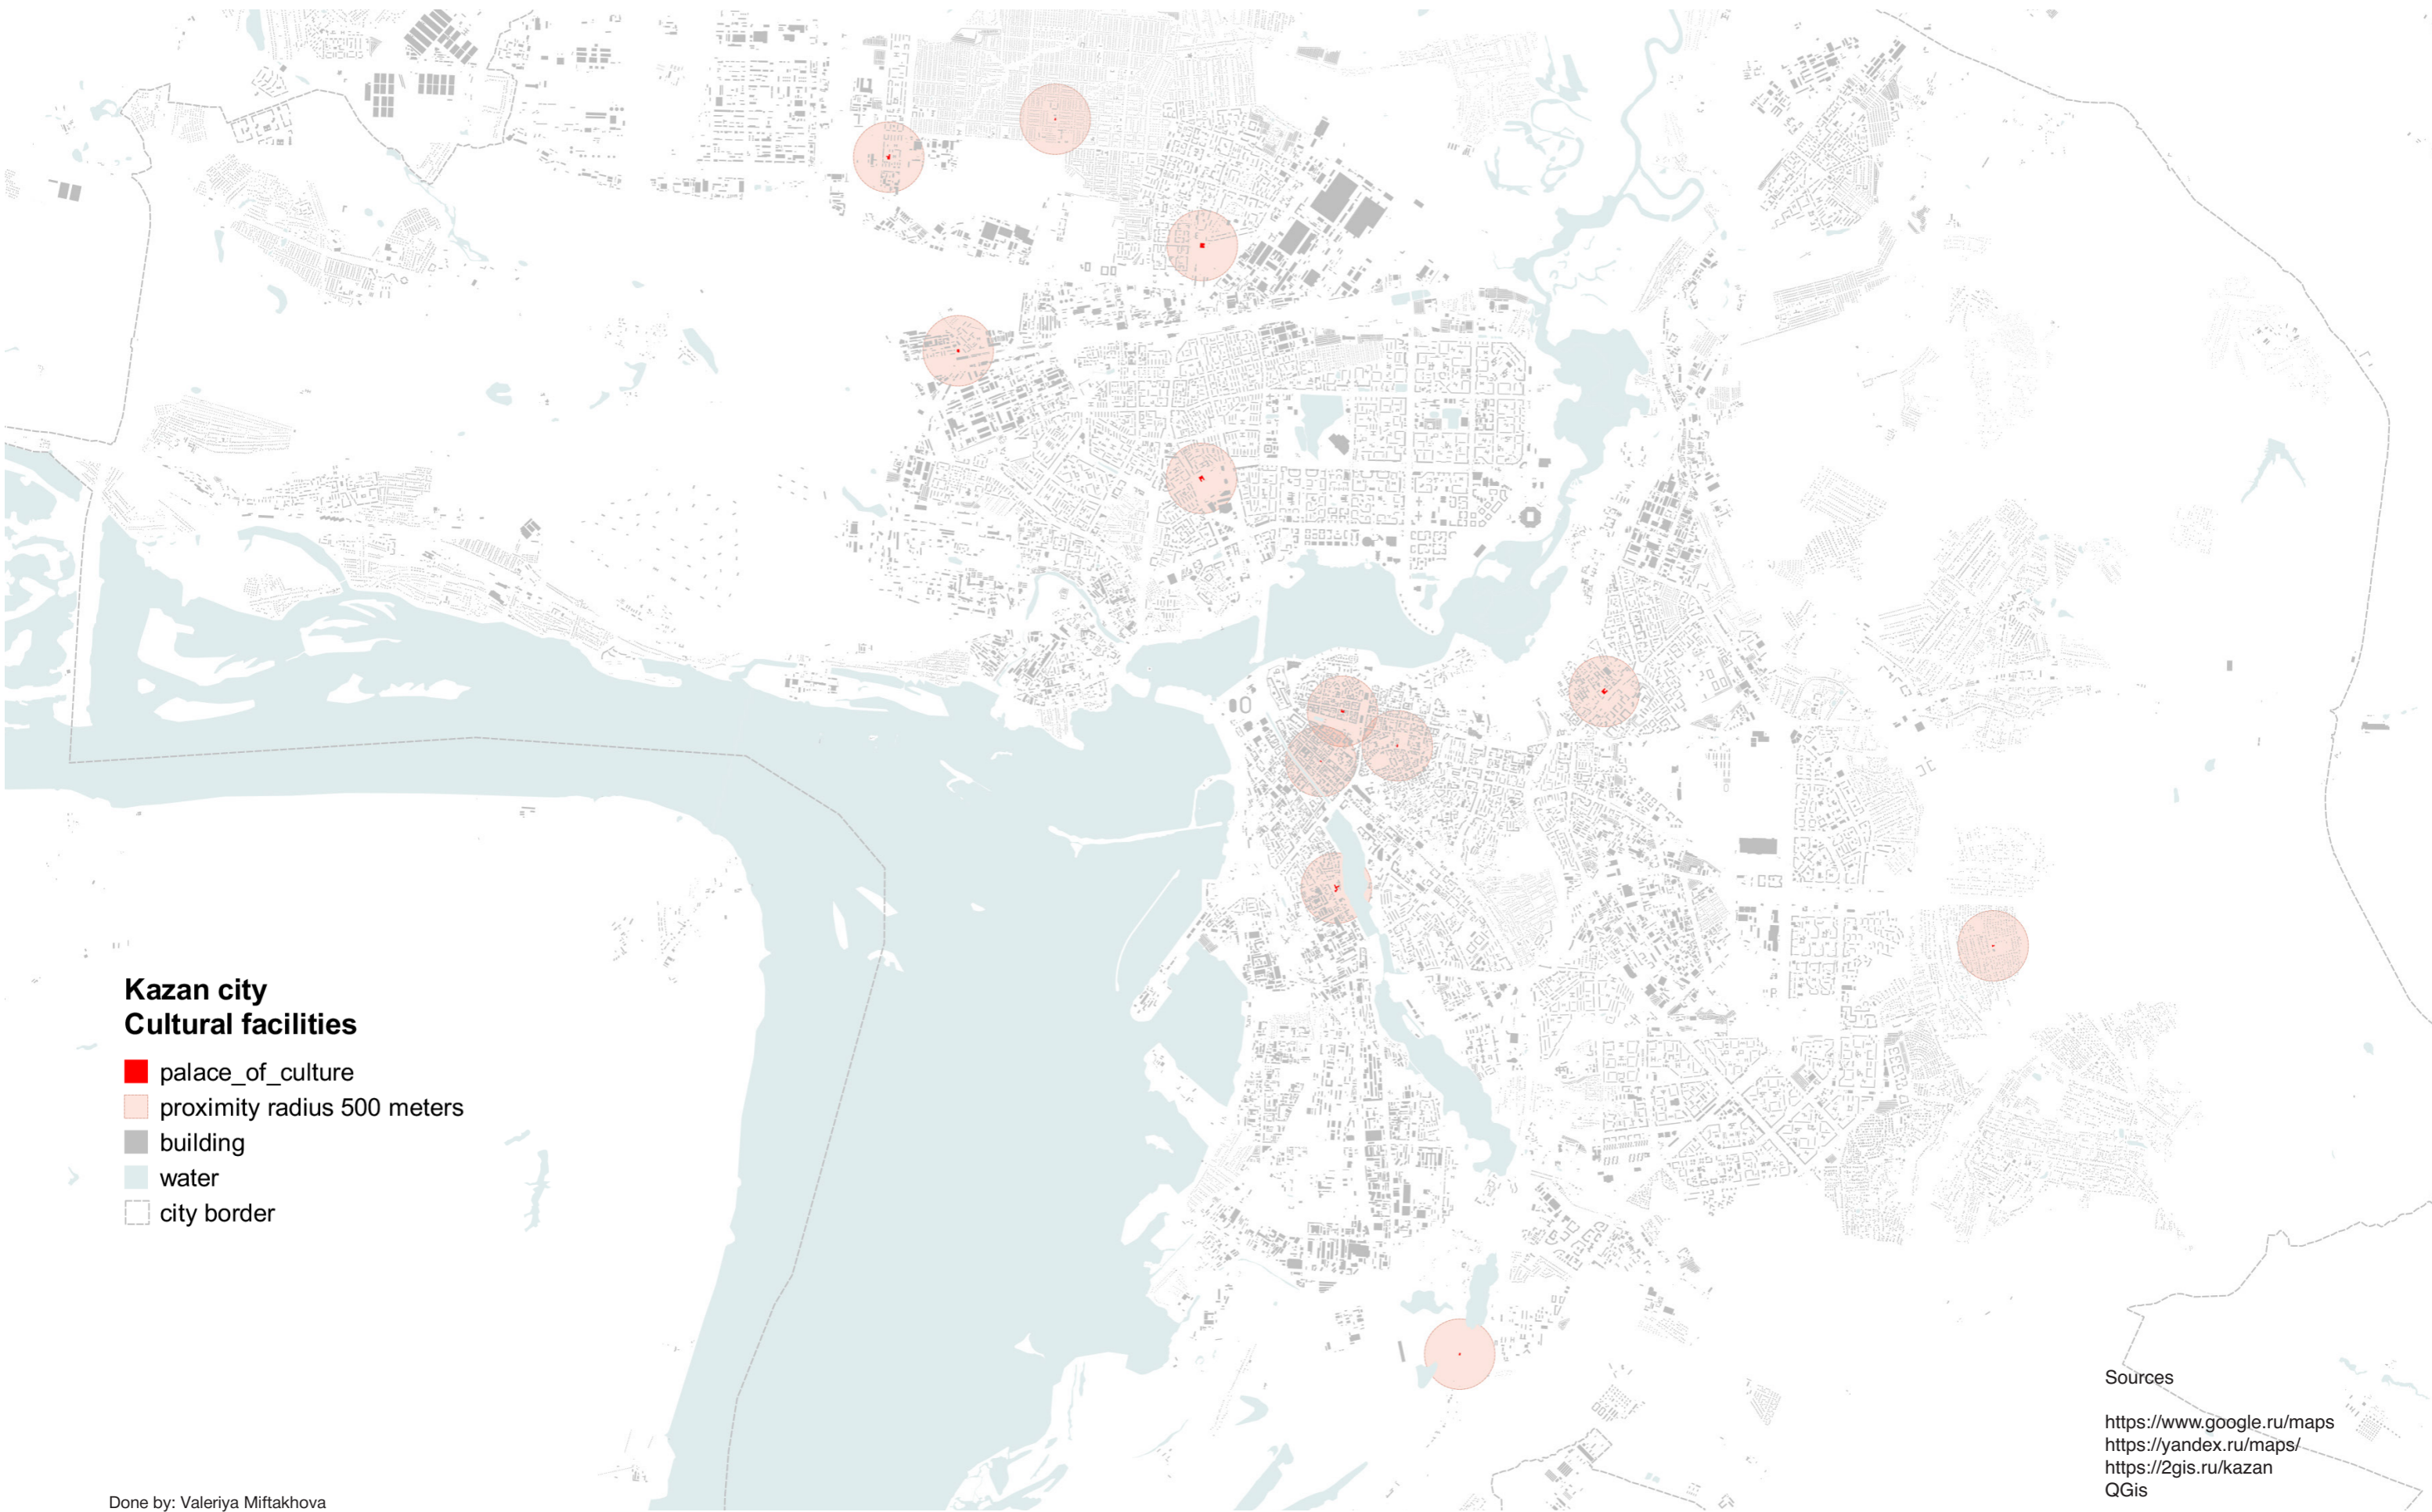 Kazan city
Cultural facilities
palace_of_culture
proximity radius 500 meters
building
water
city border
Sources
https://www.google.ru/maps
https://yandex.ru/maps/
https://2gis.ru/kazan
QGis
Done by: Valeriya Miftakhova